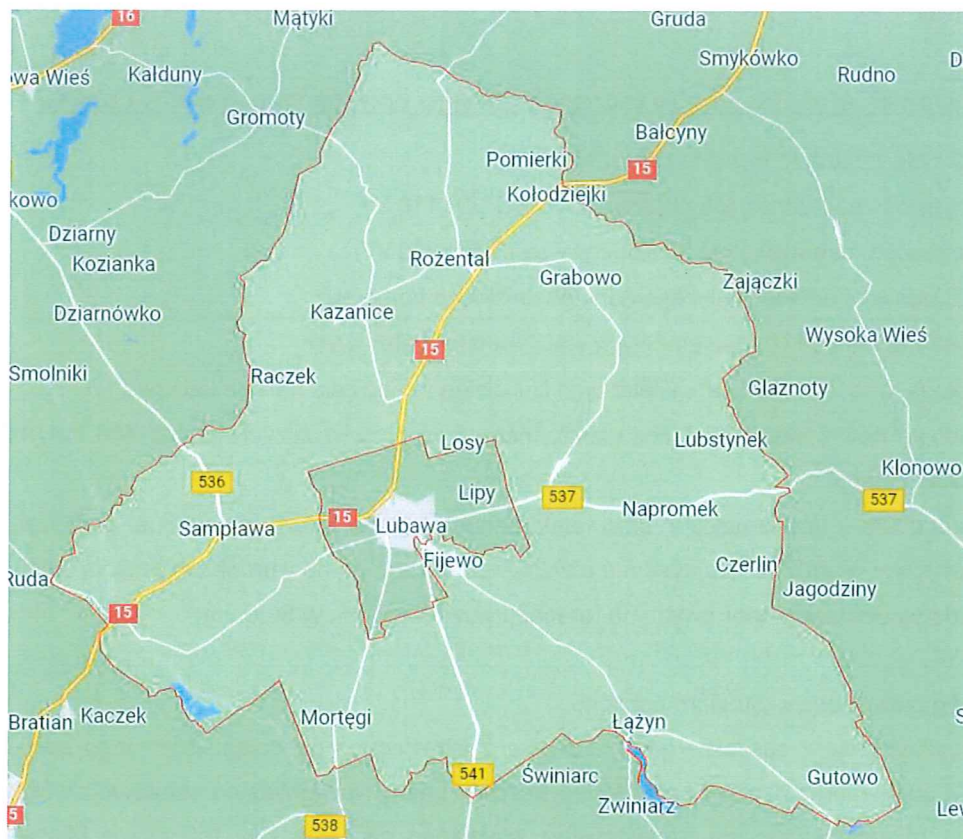 16
Mątyki
Gruda
Smykówko
owa Wieś
Kałduny
Rudno
D
Gromoty
Bałcyny
Pomierki
15
Kołodziejki
kowo
Dziarny
Kozianka
Rożental
Grabowo
Zajączki
Kazanice
Dziarnówko
Wysoka Wieś
15
Smolniki
Raczek
Glaznoty
Losy
Lubstynek
Klonowo
536
Lipy
537
537
Sampława
15
Lubawa
Napromek
Fijewo
Czerlin
Ruda
Jagodziny
15
Bratian
Kaczek
Mortęgi
Łążyn
S
541
Świniarc
Gutowo
Zwiniarz
Lew
5
538